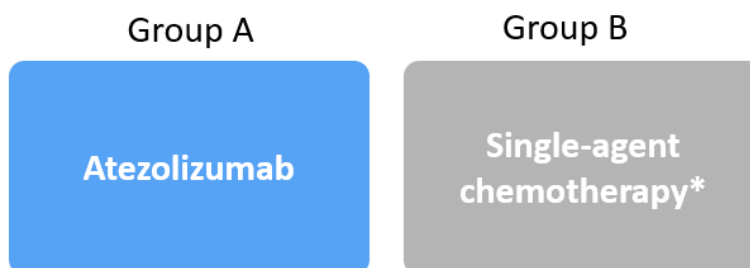 Group A
Group B
Atezolizumab
Single-agent
chemotherapy*